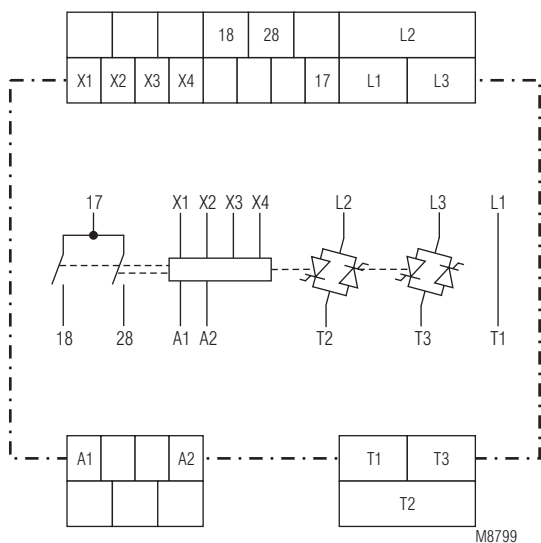 18 28 L2
X1 X2 X3 X4 17 L1 L3
17 X1 X2 X3 X4 L2 L3 L1
18 28 A1 A2 T2 T3 T1
A1 A2 T1 T3
T2
M8799